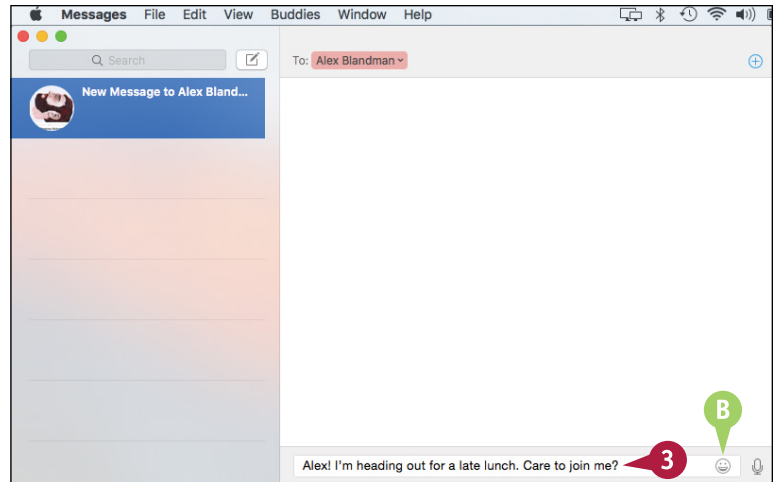 Messages File Edit View Buddies Window Help
Search
To: Alex Blandman
New Message to Alex Bland...
B
Alex! I'm heading out for a late lunch. Care to join me?
3